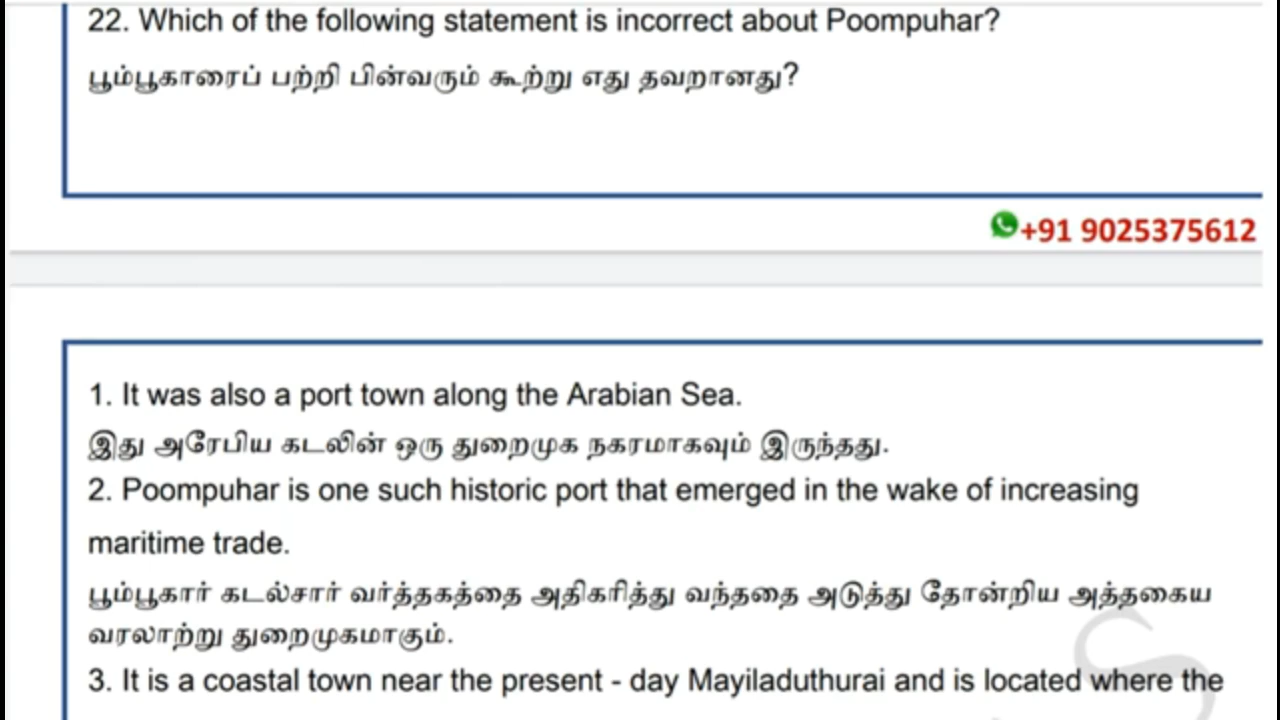 22. Which of the following statement is incorrect about Poompuhar?
பூம்பூகாரைப் பற்றி பின்வரும் கூற்று எது தவறானது?
+91 9025375612
1. It was also a port town along the Arabian Sea.
இது அரேபிய கடலின் ஒரு துறைமுக நகரமாகவும் இருந்தது.
2. Poompuhar is one such historic port that emerged in the wake of increasing
maritime trade.
பூம்பூகார் கடல்சார் வர்த்தகத்தை அதிகரித்து வந்ததை அடுத்து தோன்றிய அத்தகைய
வரலாற்று துறைமுகமாகும்.
3. It is a coastal town near the present - day Mayiladuthurai and is located where the